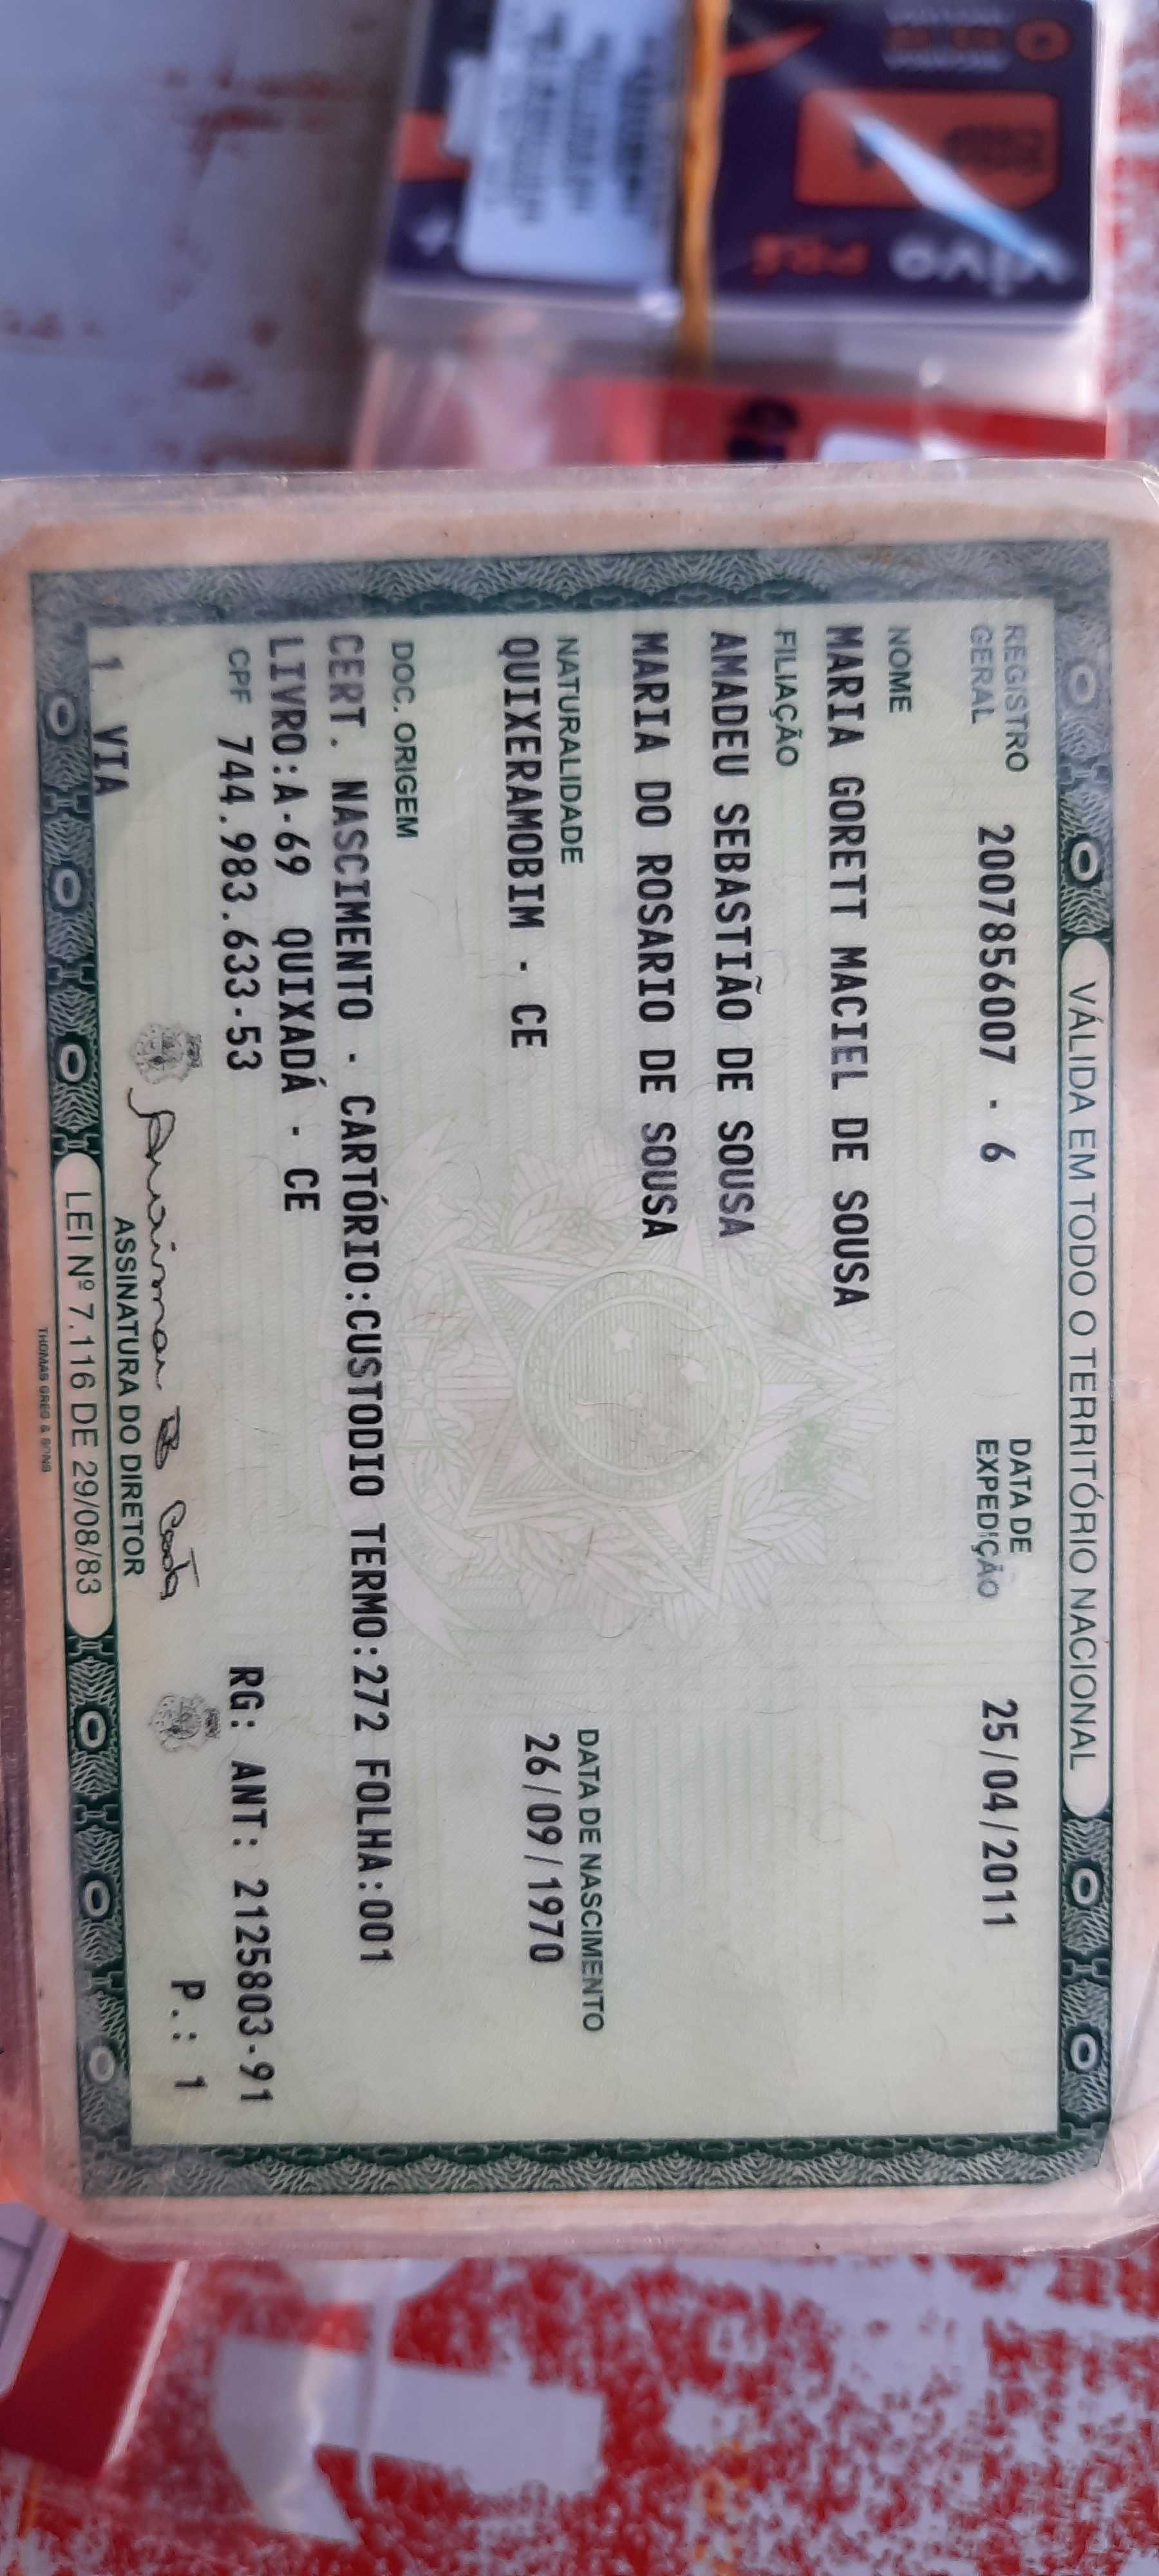 VÁLIDA EM TODO O TERRITÓRIO NACIONAL
REGISTRO GERAL 2007856007 - 6 DATA DE EXPEDIÇÃO 25/04/2011
NOME
MARIA GORETT MACIEL DE SOUSA
FILIAÇÃO
AMADEU SEBASTIÃO DE SOUSA
MARIA DO ROSARIO DE SOUSA
NATURALIDADE DATA DE NASCIMENTO
QUIXERAMOBIM - CE 26/09/1970
DOC. ORIGEM
CERT. NASCIMENTO - CARTÓRIO:CUSTODIO TERMO:272 FOLHA:001
LIVRO:A-69 QUIXADÁ - CE
CPF 744.983.633-53 RG: ANT: 2125803-91
P.: 1
1 VIA
ASSINATURA DO DIRETOR
LEI Nº 7.116 DE 29/08/83
THOMAS GREG & SONS
vivo PRÉ